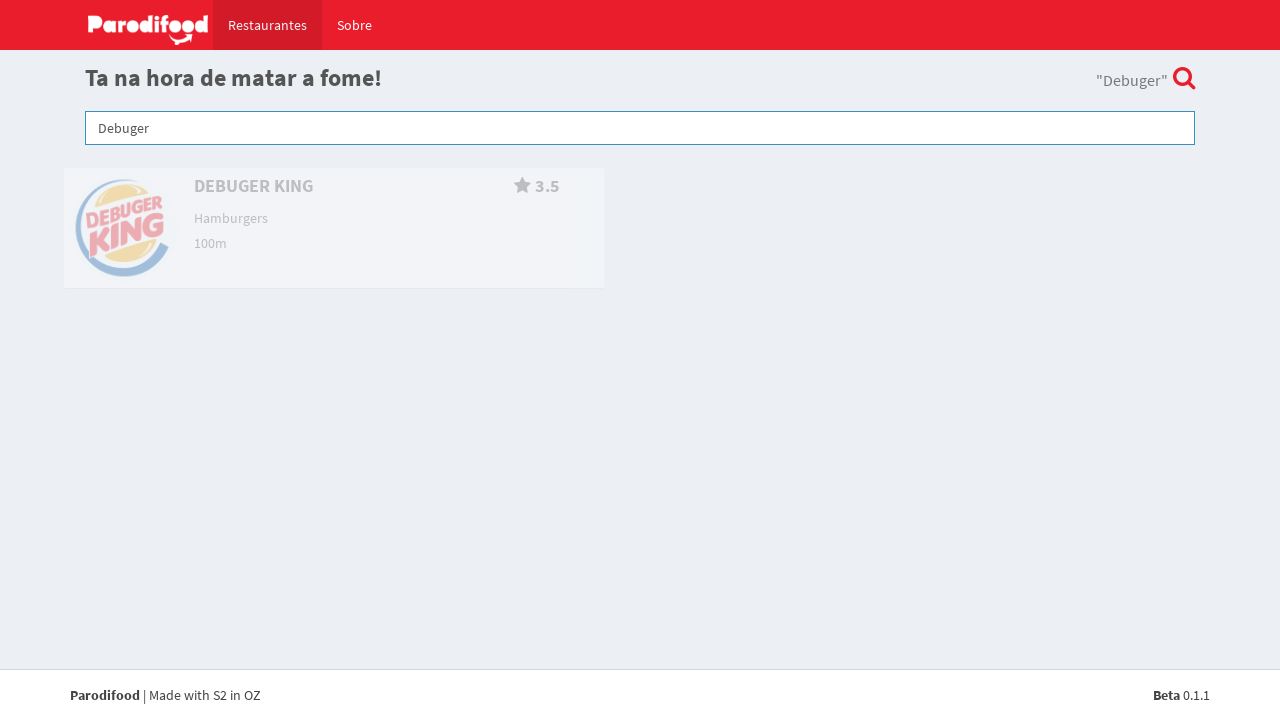 Parodifood Restaurantes Sobre
Ta na hora de matar a fome! "Debuger"
Debuger
DEBUGER KING 3.5
DEBUGER
KING
Hamburgers
100m
Parodifood | Made with S2 in OZ Beta 0.1.1